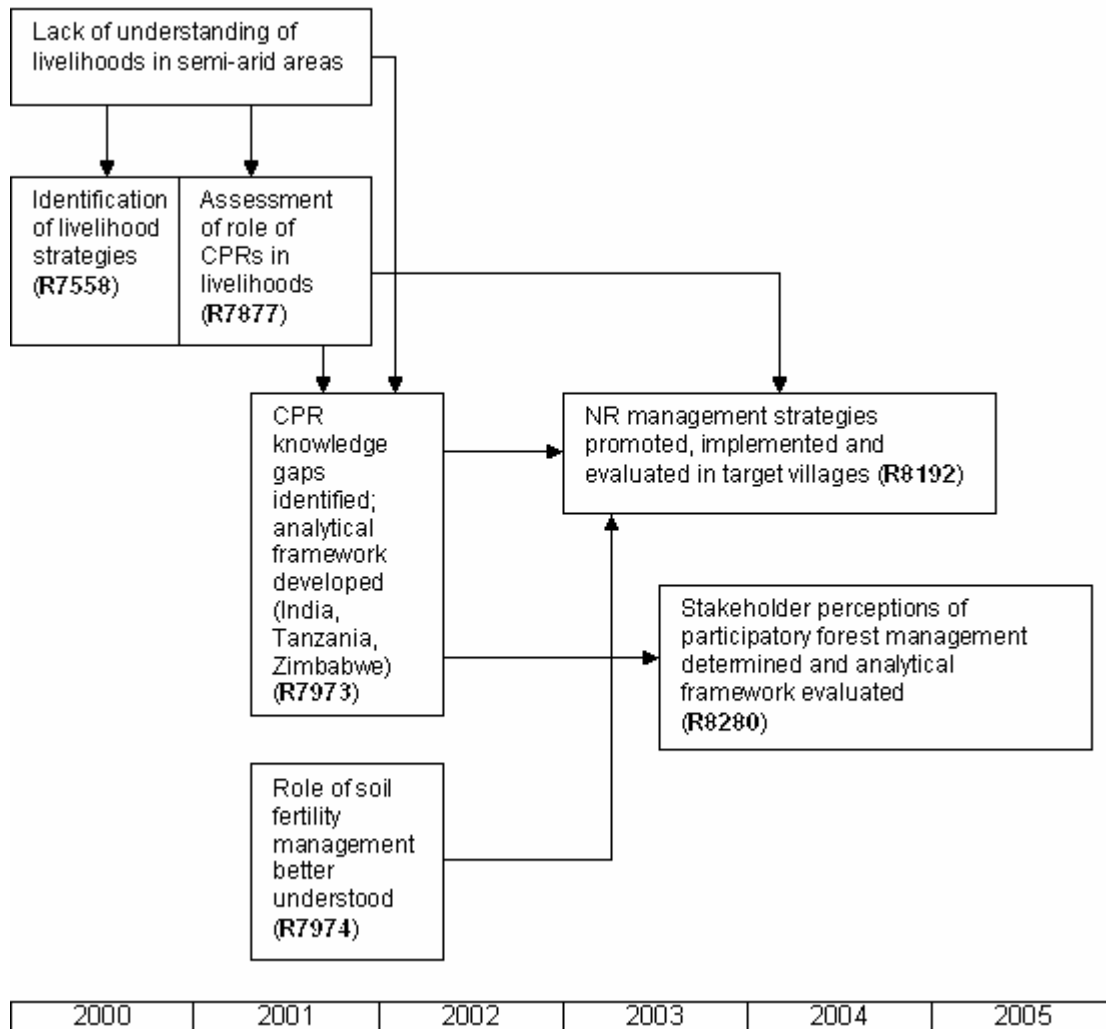 Lack of understanding of
livelihoods in semi-arid areas
Identification
of livelihood
strategies
(R7558)
Assessment
of role of
CPRs in
livelihoods
(R7877)
CPR
knowledge
gaps
identified;
analytical
framework
developed
(India,
Tanzania,
Zimbabwe)
(R7973)
NR management strategies
promoted, implemented and
evaluated in target villages (R8192)
Stakeholder perceptions of
participatory forest management
determined and analytical
framework evaluated
(R8280)
Role of soil
fertility
management
better
understood
(R7974)
2000 2001 2002 2003 2004 2005